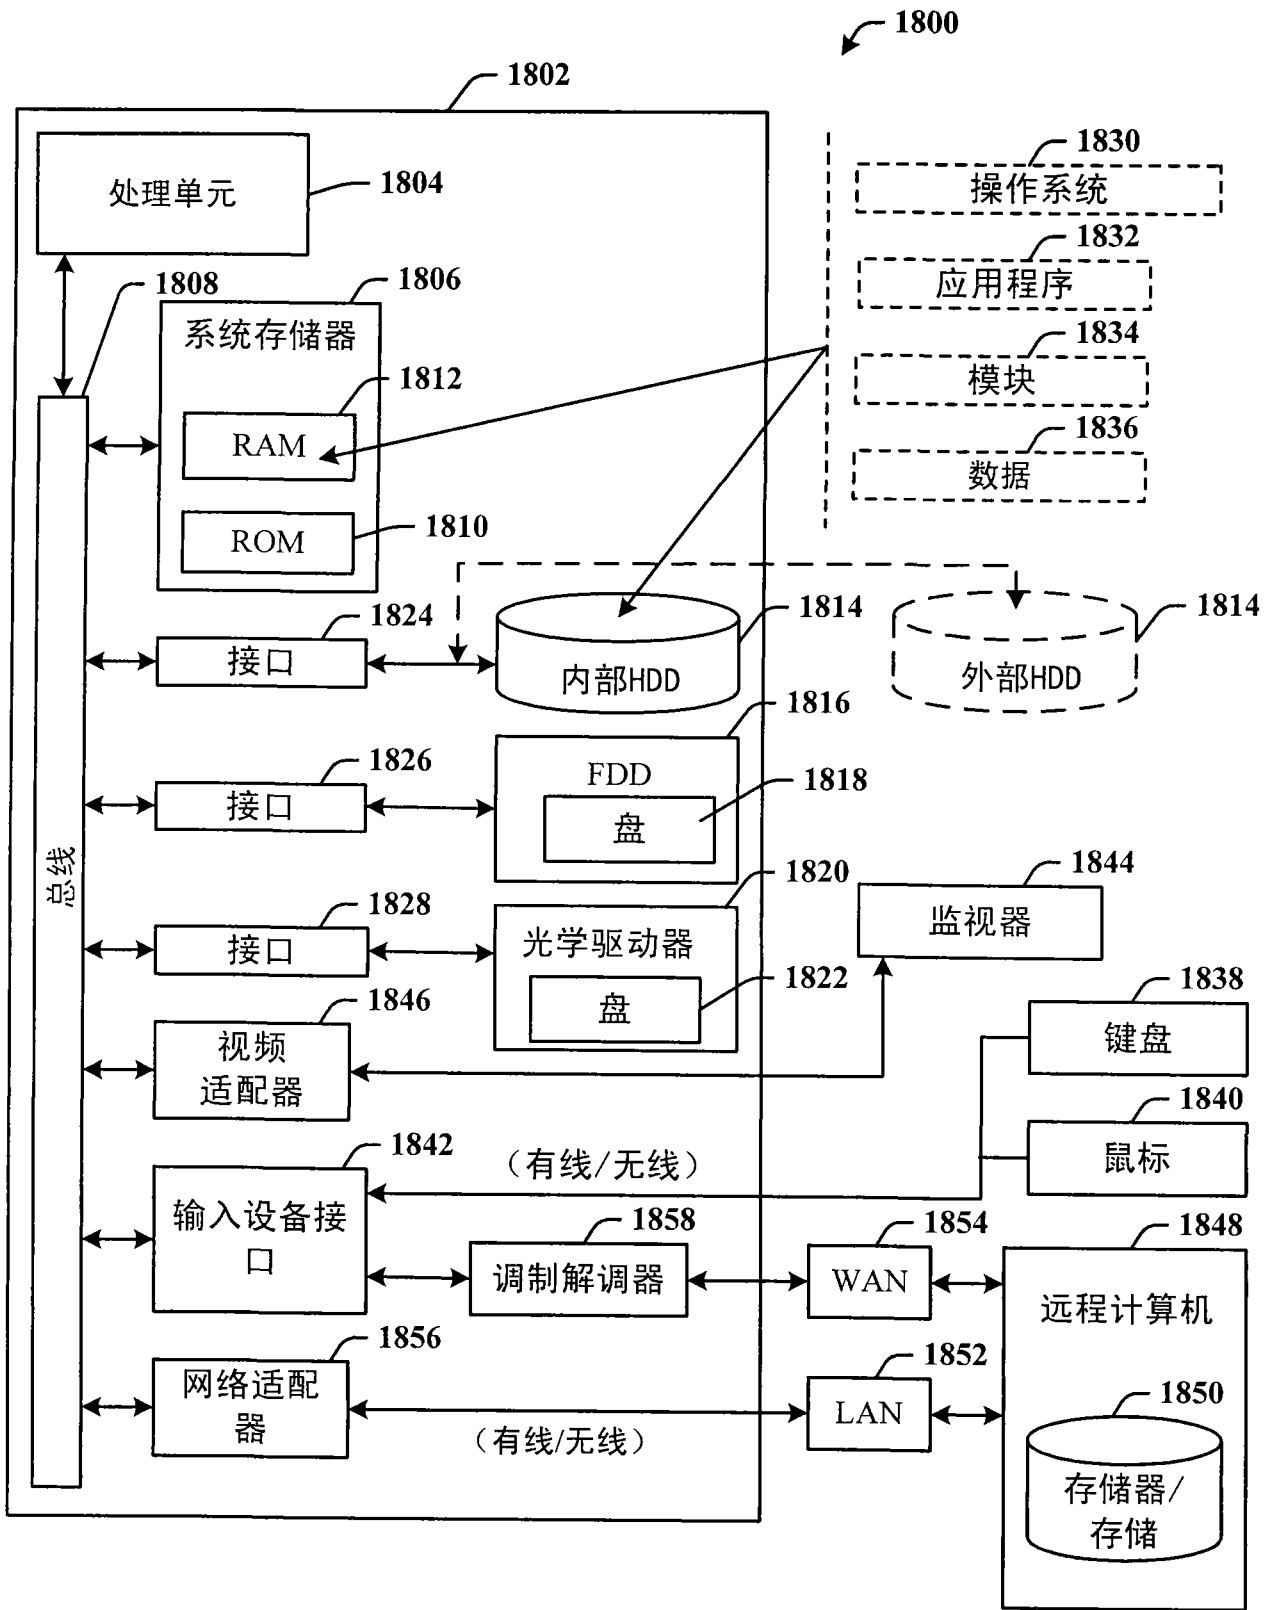 1800
1802
处理单元
1804
1830
操作系统
1832
应用程序
1834
模块
1836
数据
1808
1806
系统存储器
1812
RAM
1810
ROM
1824
接口
1814
内部HDD
1814
外部HDD
1816
1826
接口
FDD
1818
盘
总线
1820
1828
接口
光学驱动器
1822
盘
1844
监视器
1846
视频
适配器
1838
键盘
1840
鼠标
1842
(有线/无线)
输入设备接
口
1858
调制解调器
1854
WAN
1848
远程计算机
1856
网络适配
器
(有线/无线)
1852
LAN
1850
存储器/
存储